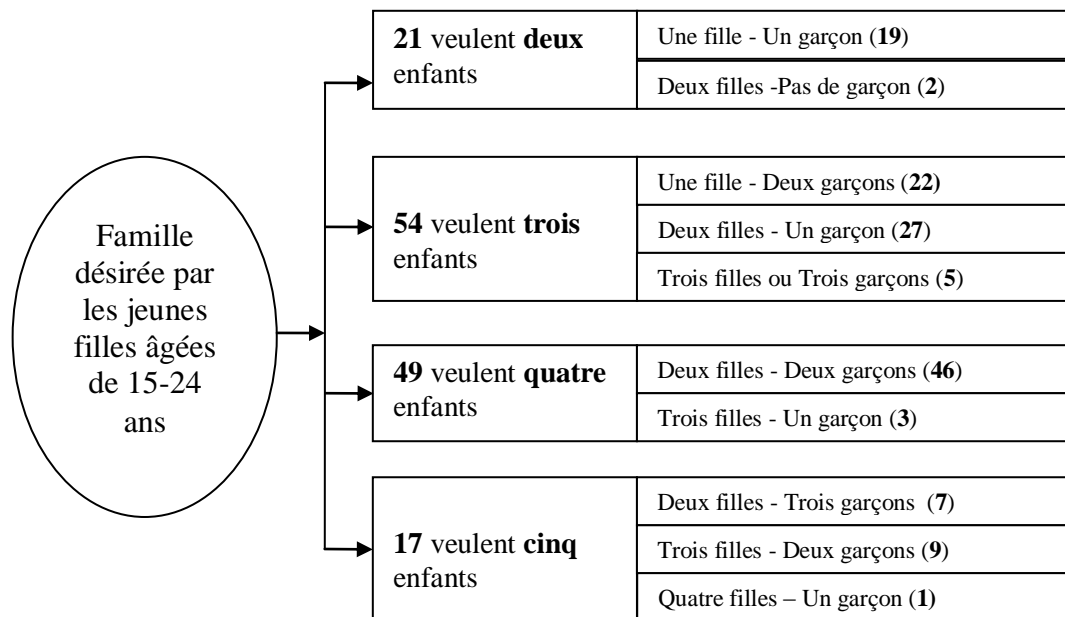 Famille
désirée par
les jeunes
filles âgées
de 15-24
ans
21 veulent deux
enfants
Une fille - Un garçon (19)
Deux filles -Pas de garçon (2)
54 veulent trois
enfants
Une fille - Deux garçons (22)
Deux filles - Un garçon (27)
Trois filles ou Trois garçons (5)
49 veulent quatre
enfants
Deux filles - Deux garçons (46)
Trois filles - Un garçon (3)
17 veulent cinq
enfants
Deux filles - Trois garçons (7)
Trois filles - Deux garçons (9)
Quatre filles – Un garçon (1)